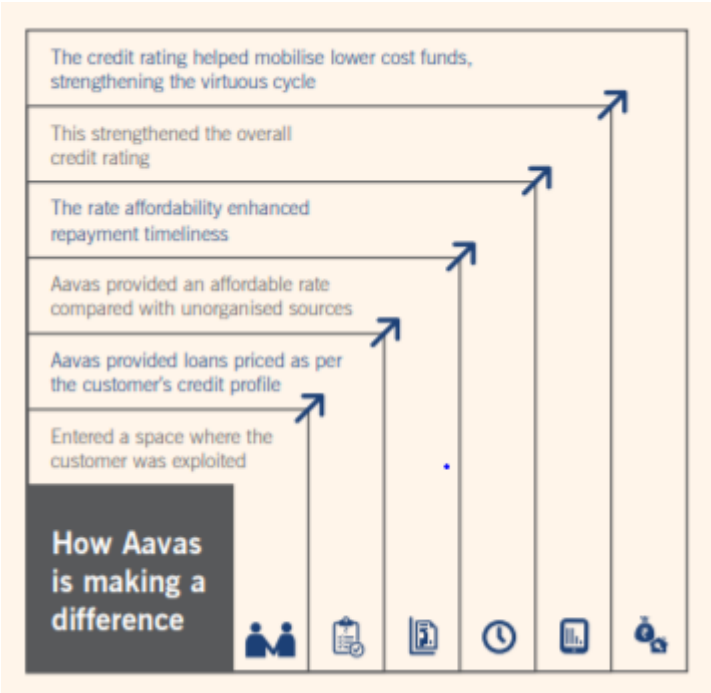 The credit rating helped mobilise lower cost funds,
strengthening the virtuous cycle
This strengthened the overall
credit rating
The rate affordability enhanced
repayment timeliness
Aavas provided an affordable rate
compared with unorganised sources
Aavas provided loans priced as per
the customer's credit profile
Entered a space where the
customer was exploited
How Aavas
is making a
difference